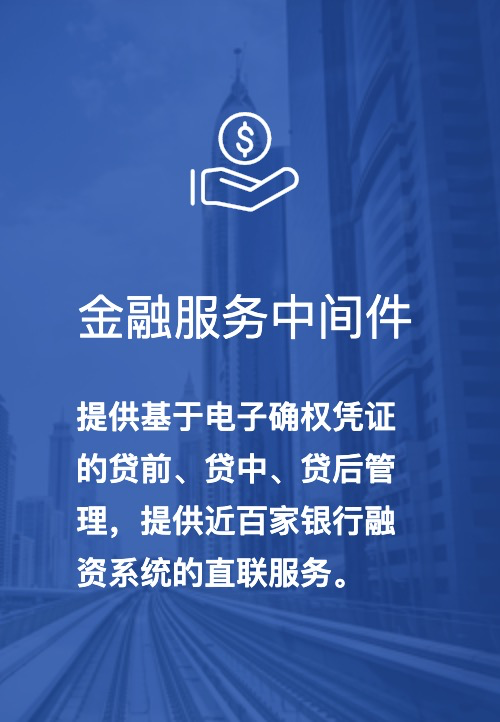 金融服务中间件
提供基于电子确权凭证
的贷前、贷中、贷后管
理，提供近百家银行融
资系统的直联服务。